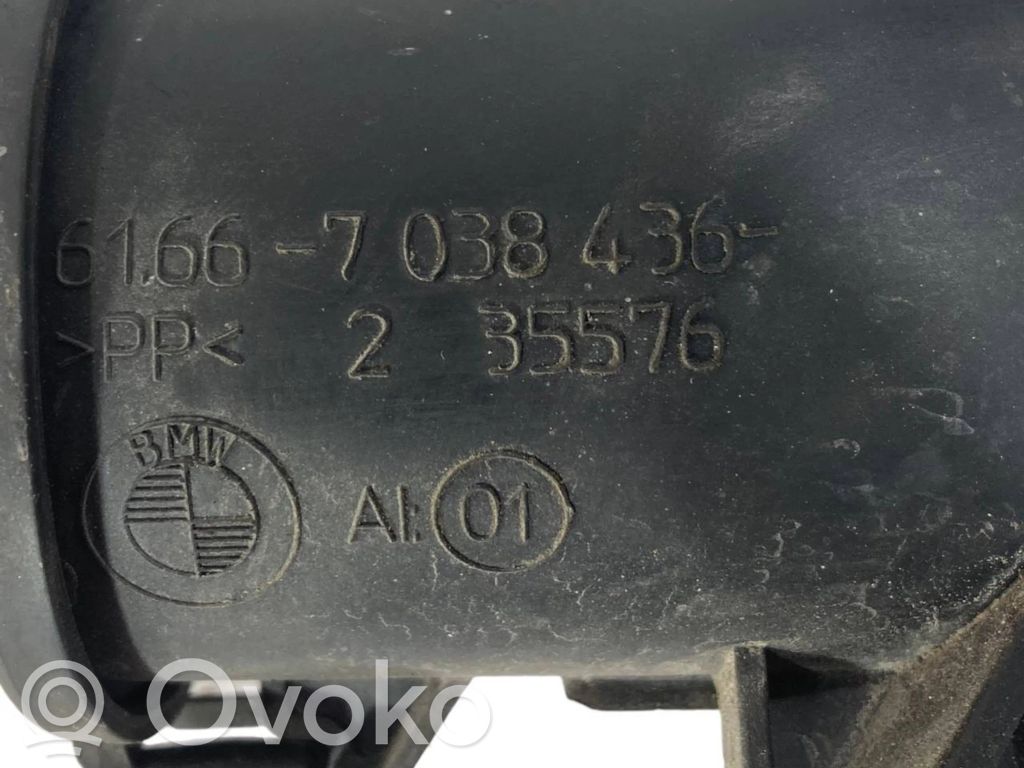 61.66-7 038 436-
>PP< 2 35576
BMW AI: 01
Ovoko